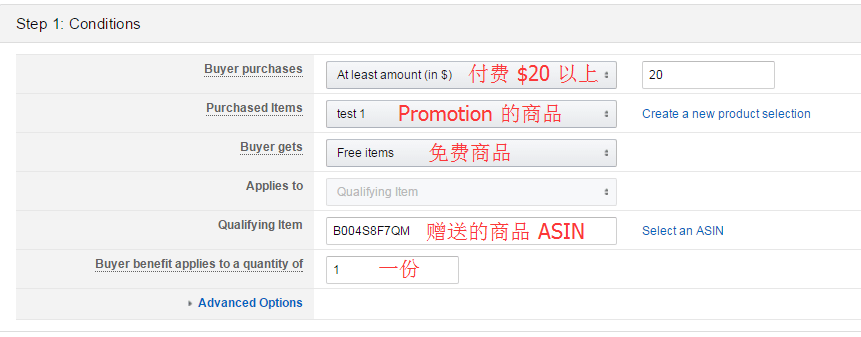 Step 1: Conditions
Buyer purchases At least amount (in $) 付费 $20 以上 20
Purchased Items test 1 Promotion 的商品 Create a new product selection
Buyer gets Free items 免费商品
Applies to Qualifying Item
Qualifying Item B004S8F7QM 赠送的商品 ASIN Select an ASIN
Buyer benefit applies to a quantity of 1 一份
Advanced Options